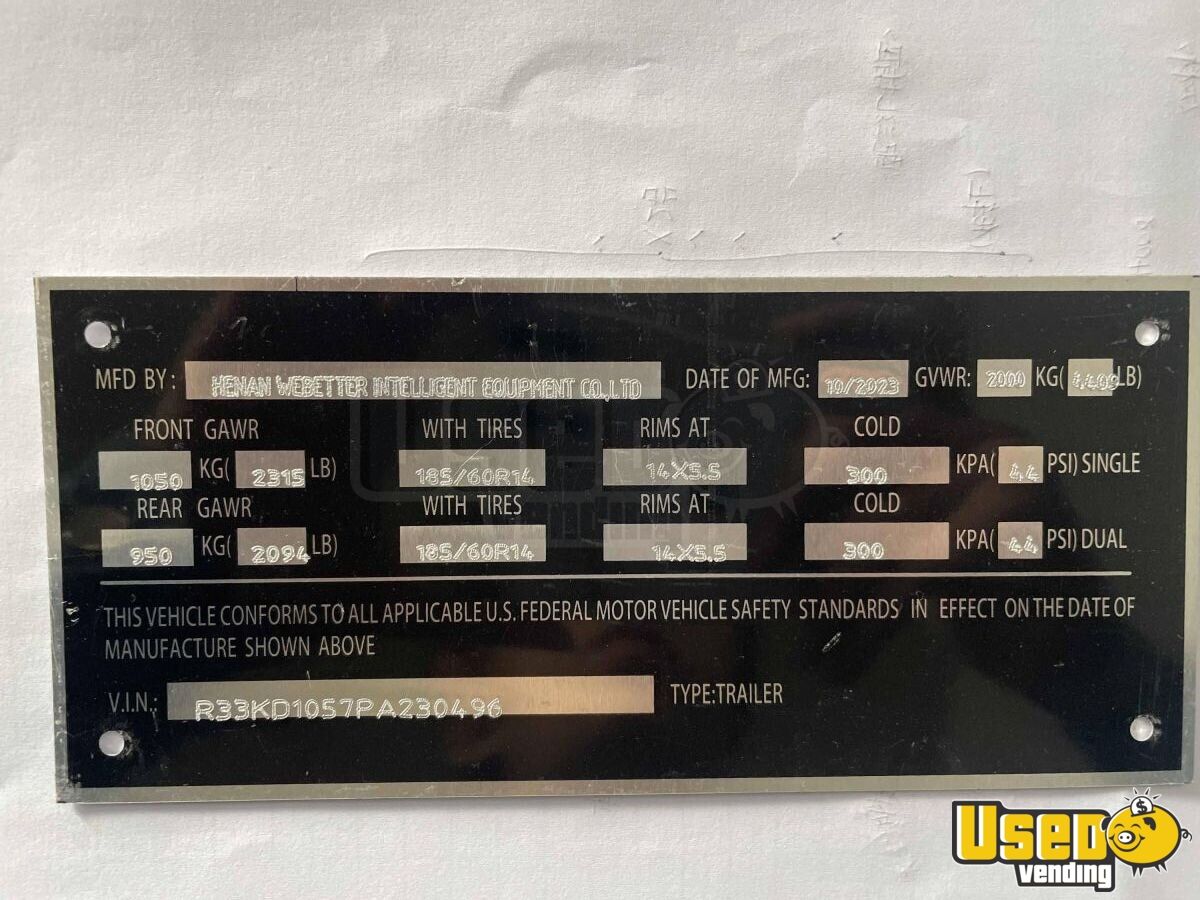 MFD BY: HENAN WEBETTER INTELLIGENT EQUIPMENT CO.,LTD DATE OF MFG: 10/2023 GVWR: 2000 KG( LB)
FRONT GAWR WITH TIRES RIMS AT COLD
1050 KG( 2315 LB) 185/60R14 14X5.5 300 KPA( 44 PSI) SINGLE
REAR GAWR WITH TIRES RIMS AT COLD
950 KG( 2094 LB) 185/60R14 14X5.5 300 KPA( 44 PSI) DUAL
THIS VEHICLE CONFORMS TO ALL APPLICABLE U.S. FEDERAL MOTOR VEHICLE SAFETY STANDARDS IN EFFECT ON THE DATE OF
MANUFACTURE SHOWN ABOVE
V.I.N.: R33KD1057PA230496 TYPE:TRAILER
USED
Vending